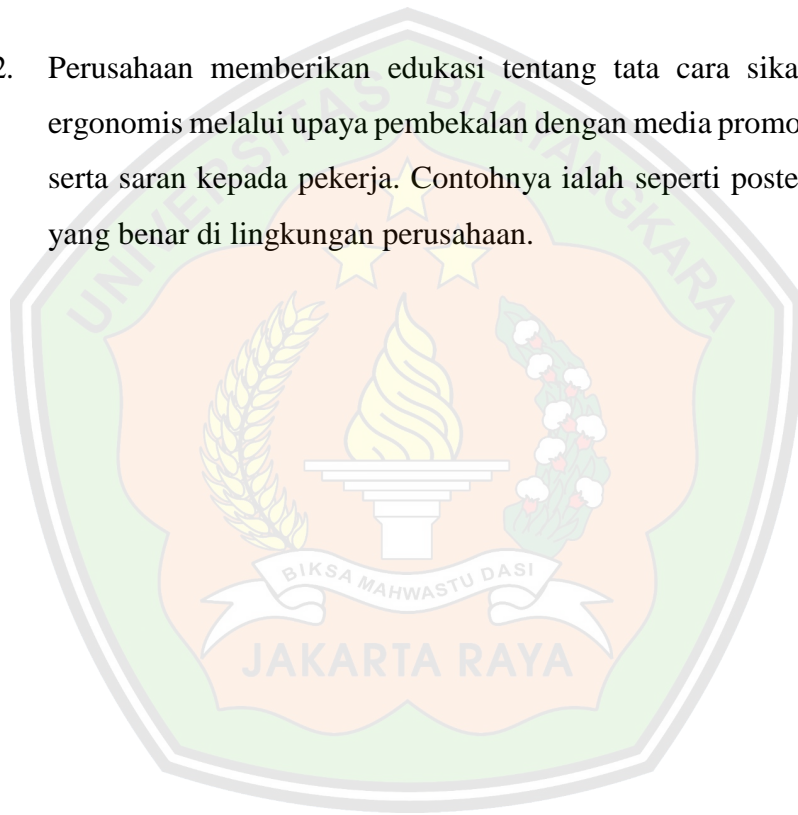 2. Perusahaan memberikan edukasi tentang tata cara sika
ergonomis melalui upaya pembekalan dengan media promo
serta saran kepada pekerja. Contohnya ialah seperti poste
yang benar di lingkungan perusahaan.
UNIVERSITAS BHAYANGKARA
BIKSA MAHWASTU DASI
JAKARTA RAYA